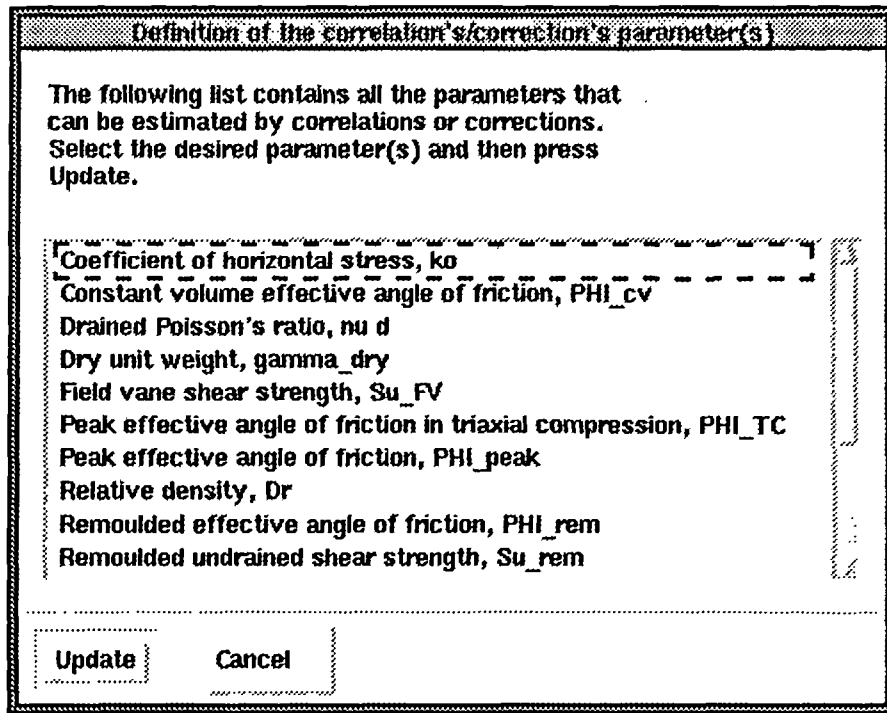 Definition of the correlation's/correction's parameter(s)
The following list contains all the parameters that
can be estimated by correlations or corrections.
Select the desired parameter(s) and then press
Update.
Coefficient of horizontal stress, ko
Constant volume effective angle of friction, PHI_cv
Drained Poisson's ratio, nu d
Dry unit weight, gamma_dry
Field vane shear strength, Su_FV
Peak effective angle of friction in triaxial compression, PHI_TC
Peak effective angle of friction, PHI_peak
Relative density, Dr
Remoulded effective angle of friction, PHI_rem
Remoulded undrained shear strength, Su_rem
Update Cancel